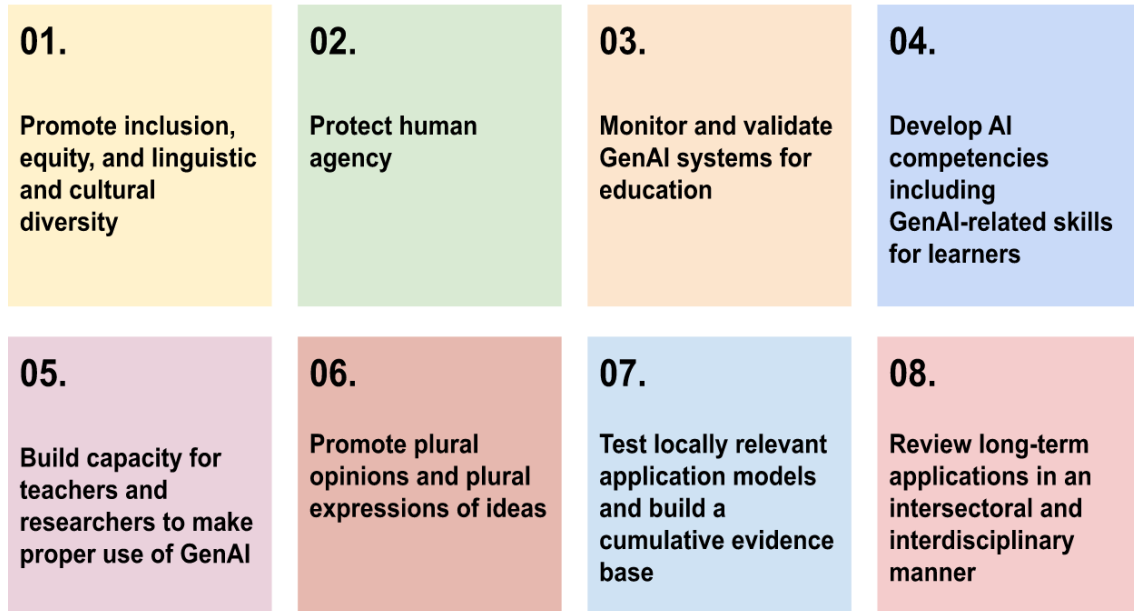 01.
Promote inclusion,
equity, and linguistic
and cultural
diversity
02.
Protect human
agency
03.
Monitor and validate
GenAI systems for
education
04.
Develop AI
competencies
including
GenAI-related skills
for learners
05.
Build capacity for
teachers and
researchers to make
proper use of GenAI
06.
Promote plural
opinions and plural
expressions of ideas
07.
Test locally relevant
application models
and build a
cumulative evidence
base
08.
Review long-term
applications in an
intersectoral and
interdisciplinary
manner